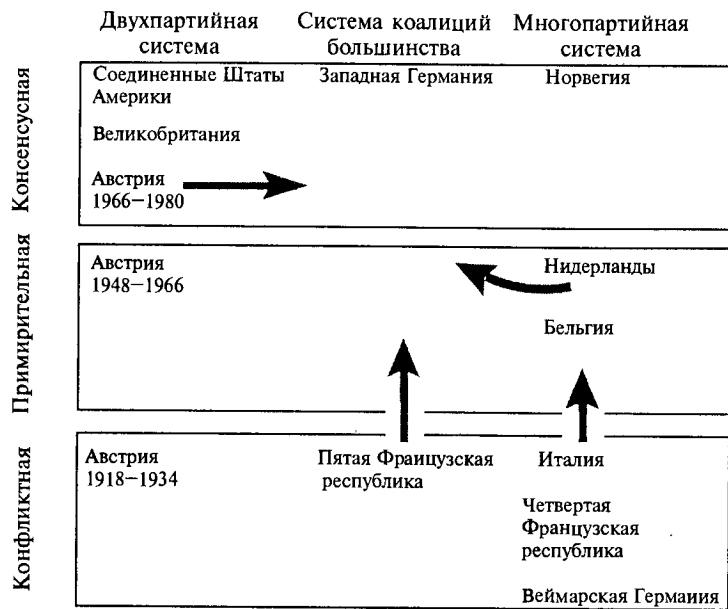 Двухпартийная
система
Система коалиций
большинства
Многопартийная
система
Консенсусная
Соединенные Штаты
Америки
Западная Германия
Норвегия
Великобритания
Австрия
1966–1980
Примирительная
Австрия
1948–1966
Нидерланды
Бельгия
Конфликтная
Австрия
1918–1934
Пятая Французская
республика
Италия
Четвертая
Французская
республика
Веймарская Германия